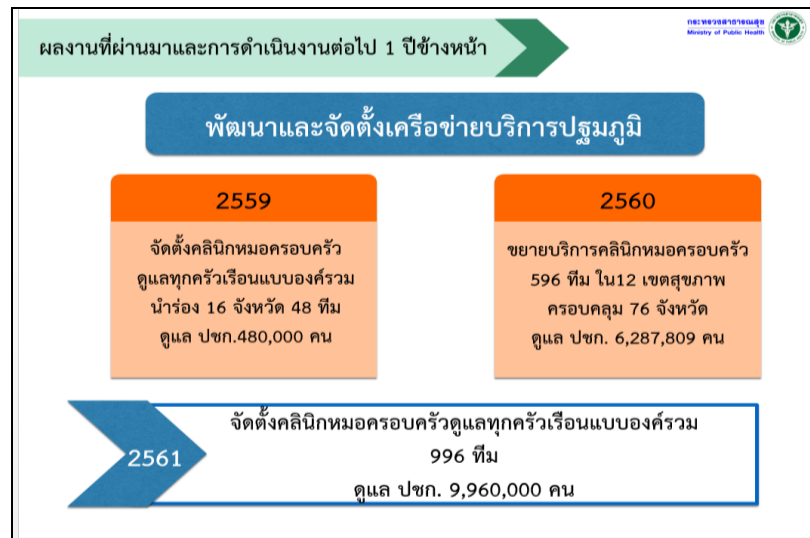 กระทรวงสาธารณสุข
Ministry of Public Health
ผลงานที่ผ่านมาและการดำเนินงานต่อไป 1 ปีข้างหน้า
พัฒนาและจัดตั้งเครือข่ายบริการปฐมภูมิ
2559
จัดตั้งคลินิกหมอครอบครัว
ดูแลทุกครัวเรือนแบบองค์รวม
นำร่อง 16 จังหวัด 48 ทีม
ดูแล ปชก.480,000 คน
2560
ขยายบริการคลินิกหมอครอบครัว
596 ทีม ใน12 เขตสุขภาพ
ครอบคลุม 76 จังหวัด
ดูแล ปชก. 6,287,809 คน
2561
จัดตั้งคลินิกหมอครอบครัวดูแลทุกครัวเรือนแบบองค์รวม
996 ทีม
ดูแล ปชก. 9,960,000 คน